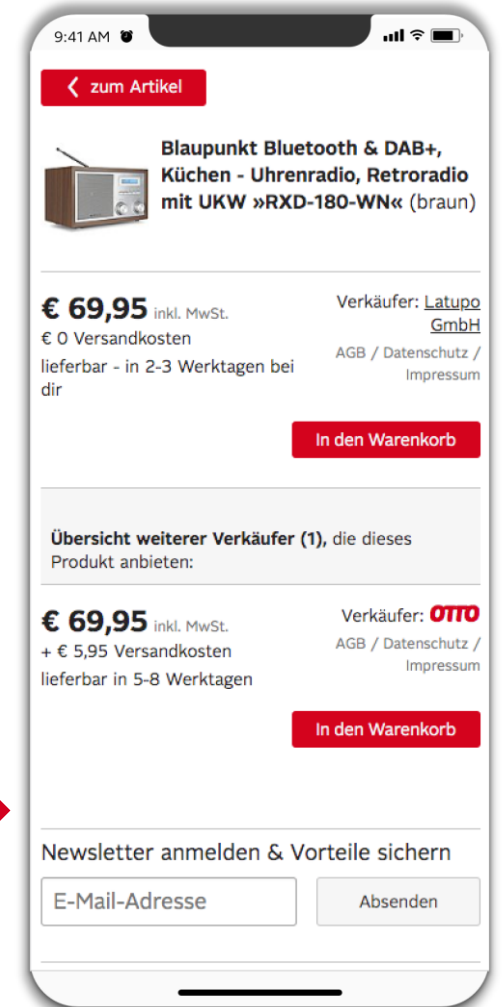 9:41 AM
zum Artikel
Blaupunkt Bluetooth & DAB+,
Küchen - Uhrenradio, Retroradio
mit UKW »RXD-180-WN« (braun)
€ 69,95 inkl. MwSt.
€ 0 Versandkosten
lieferbar - in 2-3 Werktagen bei
dir
Verkäufer: Latupo
GmbH
AGB / Datenschutz /
Impressum
In den Warenkorb
Übersicht weiterer Verkäufer (1), die dieses
Produkt anbieten:
€ 69,95 inkl. MwSt.
+ € 5,95 Versandkosten
lieferbar in 5-8 Werktagen
Verkäufer: OTTO
AGB / Datenschutz /
Impressum
In den Warenkorb
Newsletter anmelden & Vorteile sichern
E-Mail-Adresse
Absenden